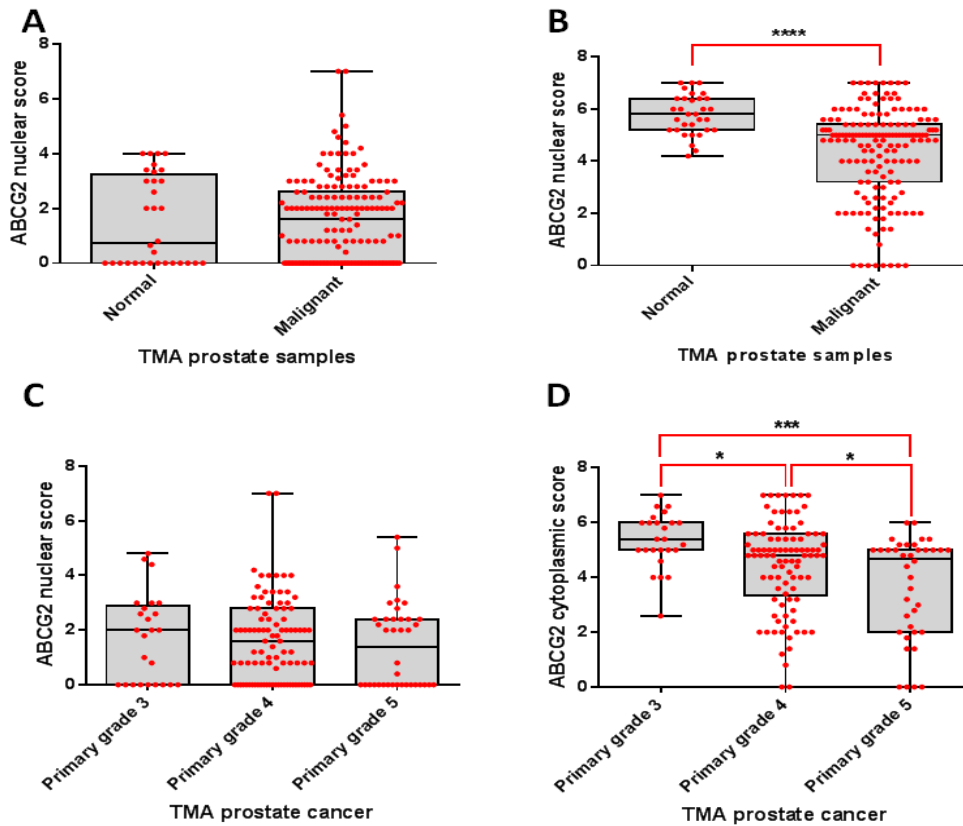 A
8
6
4
2
0
ABCG2 nuclear score
Normal
Malignant
TMA prostate samples
B
****
8
6
4
2
0
ABCG2 nuclear score
Normal
Malignant
TMA prostate samples
C
8
6
4
2
0
ABCG2 nuclear score
Primary grade 3
Primary grade 4
Primary grade 5
TMA prostate cancer
D
***
*
*
8
6
4
2
0
ABCG2 cytoplasmic score
Primary grade 3
Primary grade 4
Primary grade 5
TMA prostate cancer